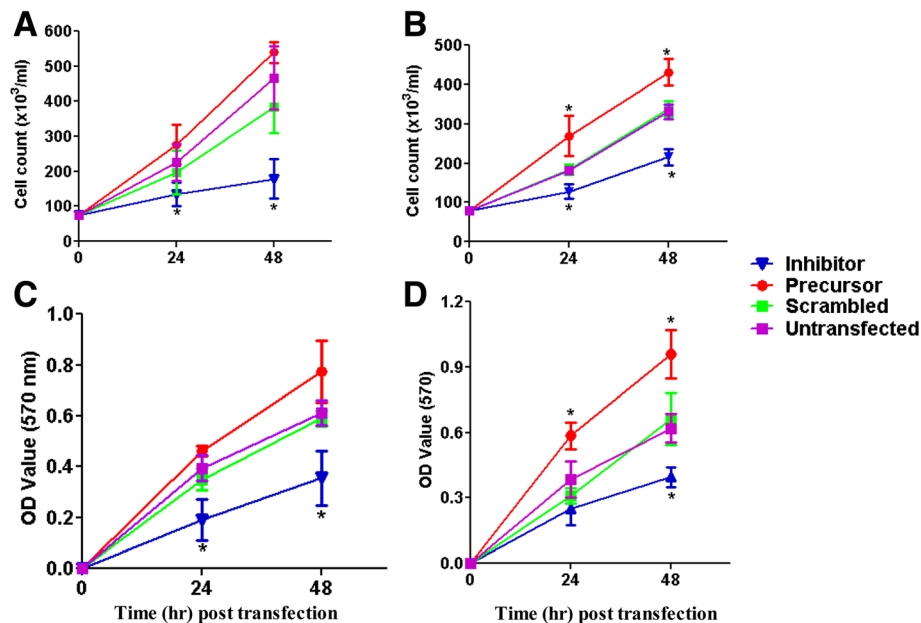 A
Cell count (x10³/ml)
600
500
400
300
200
100
0
0 24 48
*
*
B
Cell count (x10³/ml)
500
400
300
200
100
0
0 24 48
*
*
*
*
C
OD Value (570 nm)
1.0
0.8
0.6
0.4
0.2
0.0
0 24 48
*
*
Time (hr) post transfection
D
OD Value (570)
1.2
0.9
0.6
0.3
0.0
0 24 48
*
*
*
Time (hr) post transfection
Inhibitor
Precursor
Scrambled
Untransfected